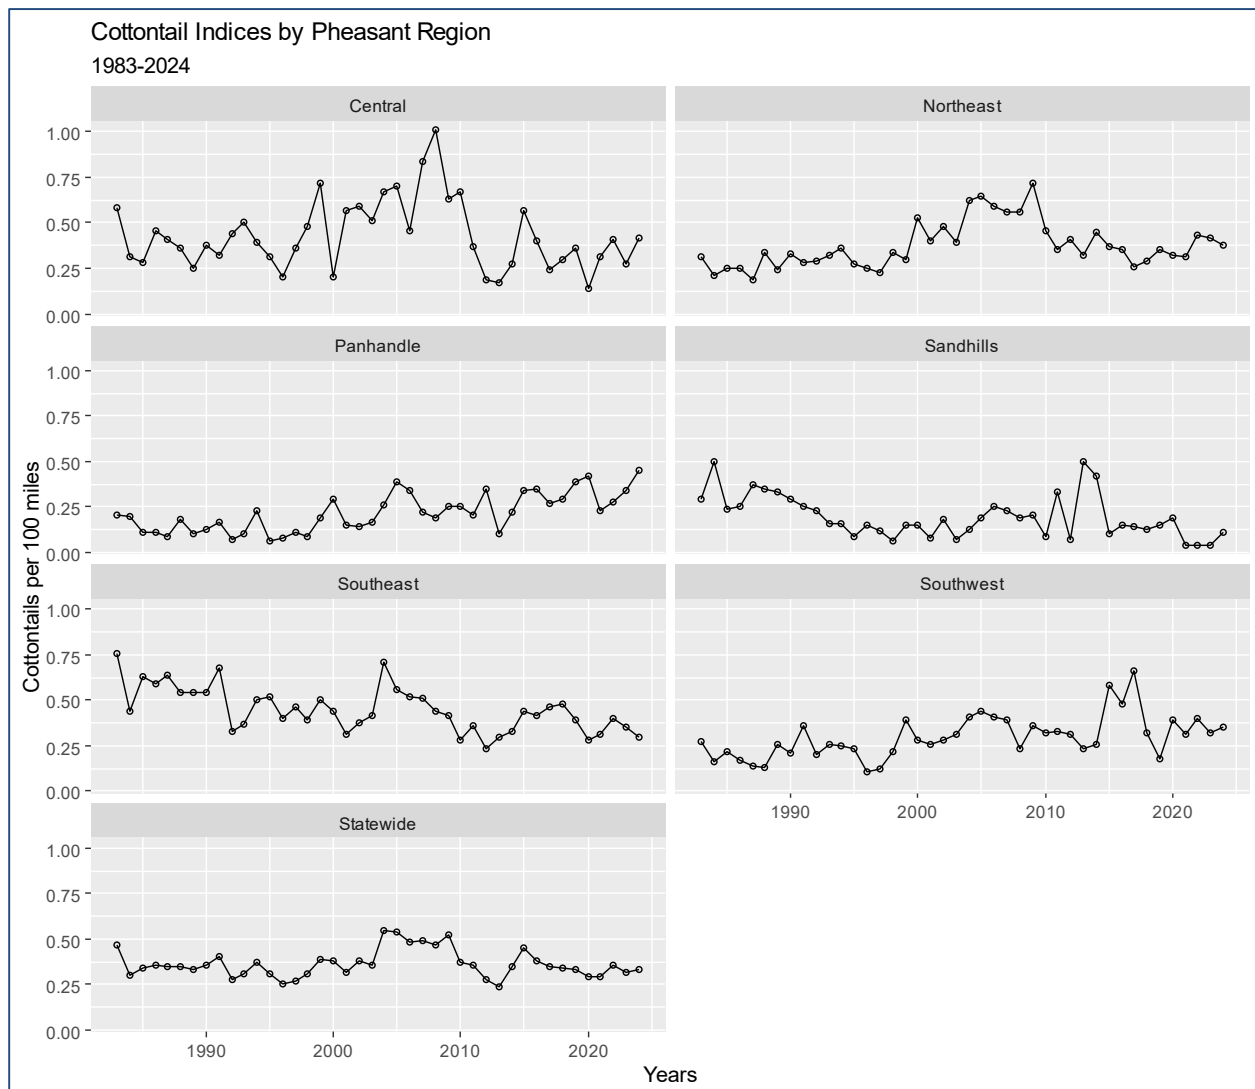 Cottontail Indices by Pheasant Region
1983-2024
Central
Northeast
1.00
0.75
0.50
0.25
0.00
Panhandle
Sandhills
1.00
0.75
0.50
0.25
0.00
Cottontails per 100 miles
Southeast
Southwest
1.00
0.75
0.50
0.25
0.00
1990 2000 2010 2020
Statewide
1.00
0.75
0.50
0.25
0.00
1990 2000 2010 2020
Years